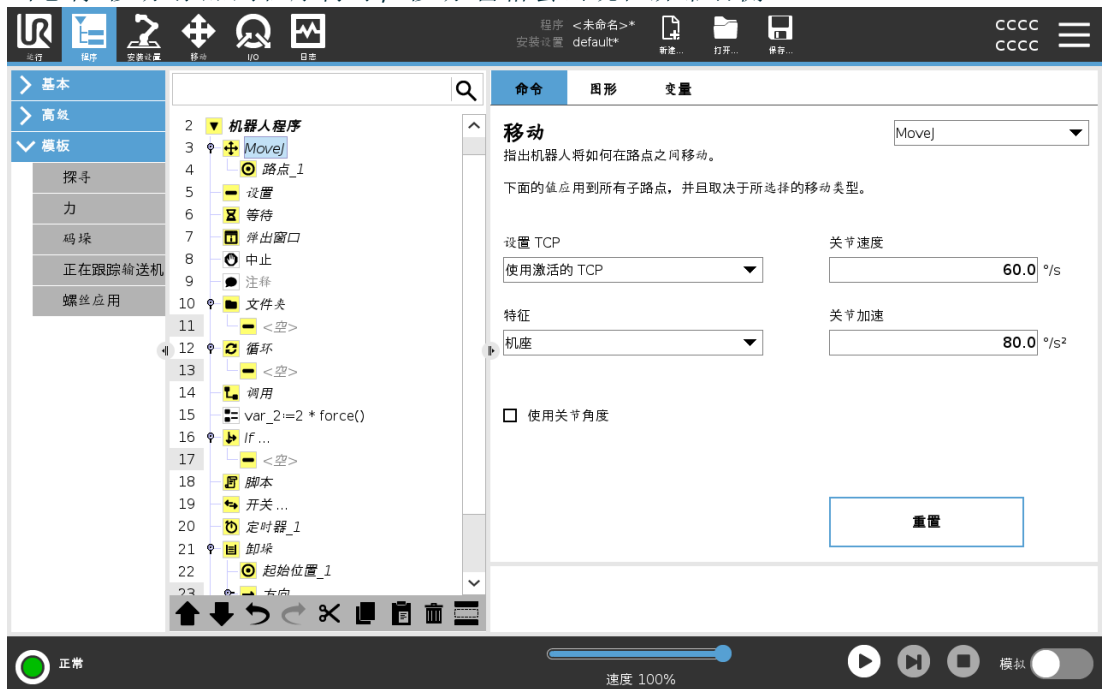 程序 <未命名>*
安装设置 default*
新建...
打开...
保存...
CCCC
CCCC
运行
程序
安装设置
移动
I/O
日志
基本
高级
模板
探寻
力
码垛
正在跟踪输送机
螺丝应用
2 机器人程序
3 MoveJ
4 路点_1
5 设置
6 等待
7 弹出窗口
8 中止
9 注释
10 文件夹
11 <空>
12 循环
13 <空>
14 调用
15 var_2:=2 * force()
16 If ...
17 <空>
18 脚本
19 开关 ...
20 定时器_1
21 卸垛
22 起始位置_1
23 方向
命令 图形 变量
移动
MoveJ
指出机器人将如何在路点之间移动。
下面的值应用到所有子路点，并且取决于所选择的移动类型。
设置 TCP
关节速度
使用激活的 TCP
60.0 °/s
特征
关节加速
机座
80.0 °/s²
使用关节角度
重置
正常
速度 100%
模拟